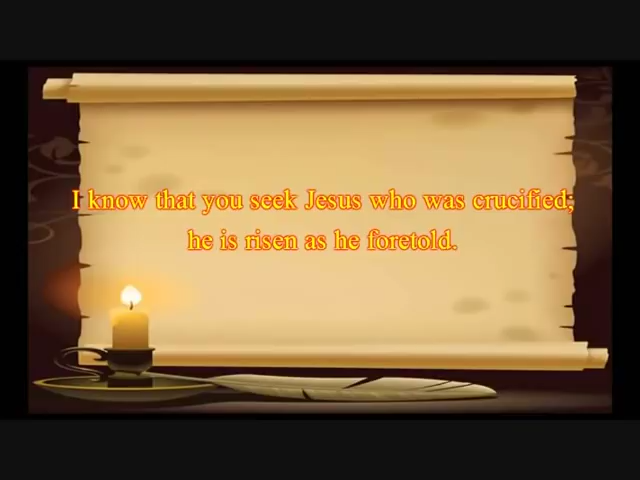 I know that you seek Jesus who was crucified;
he is risen as he foretold.